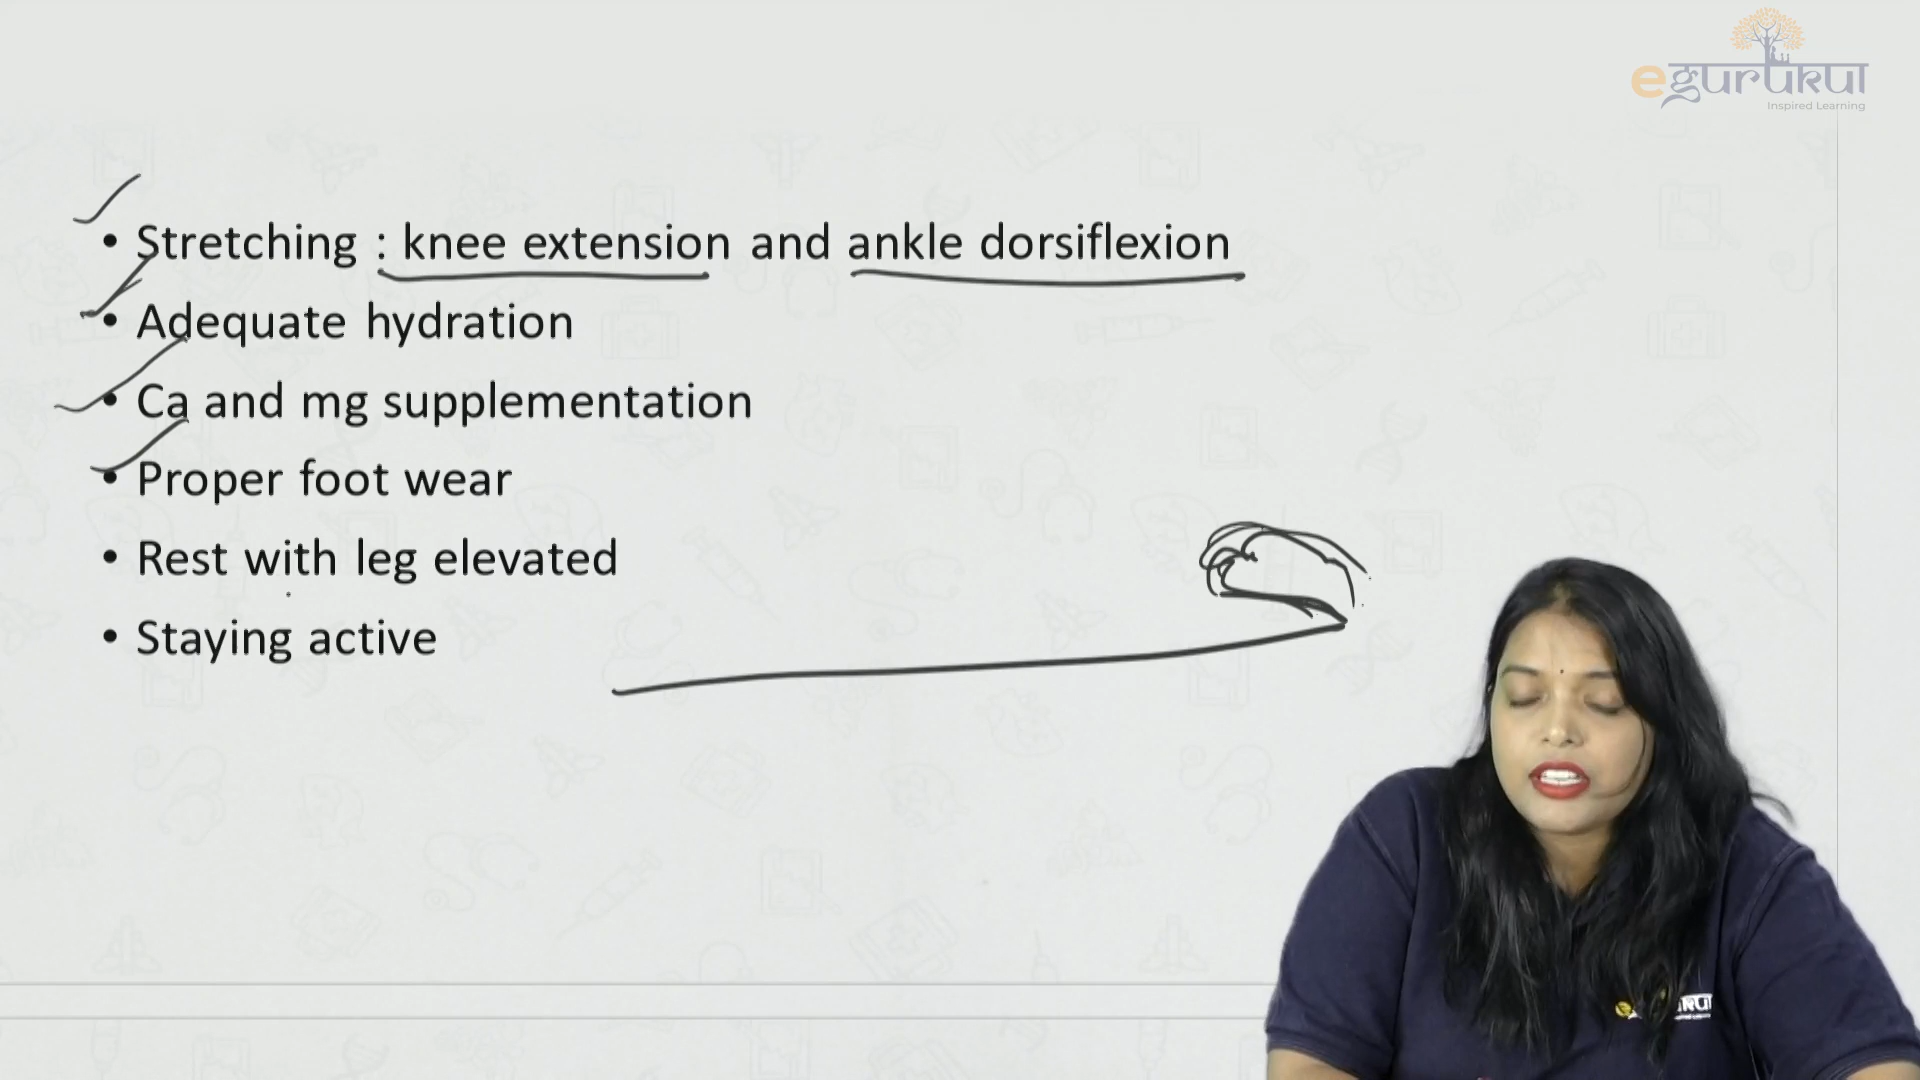 egurukul
Inspired Learning
• Stretching : knee extension and ankle dorsiflexion
• Adequate hydration
• Ca and mg supplementation
• Proper foot wear
• Rest with leg elevated
• Staying active